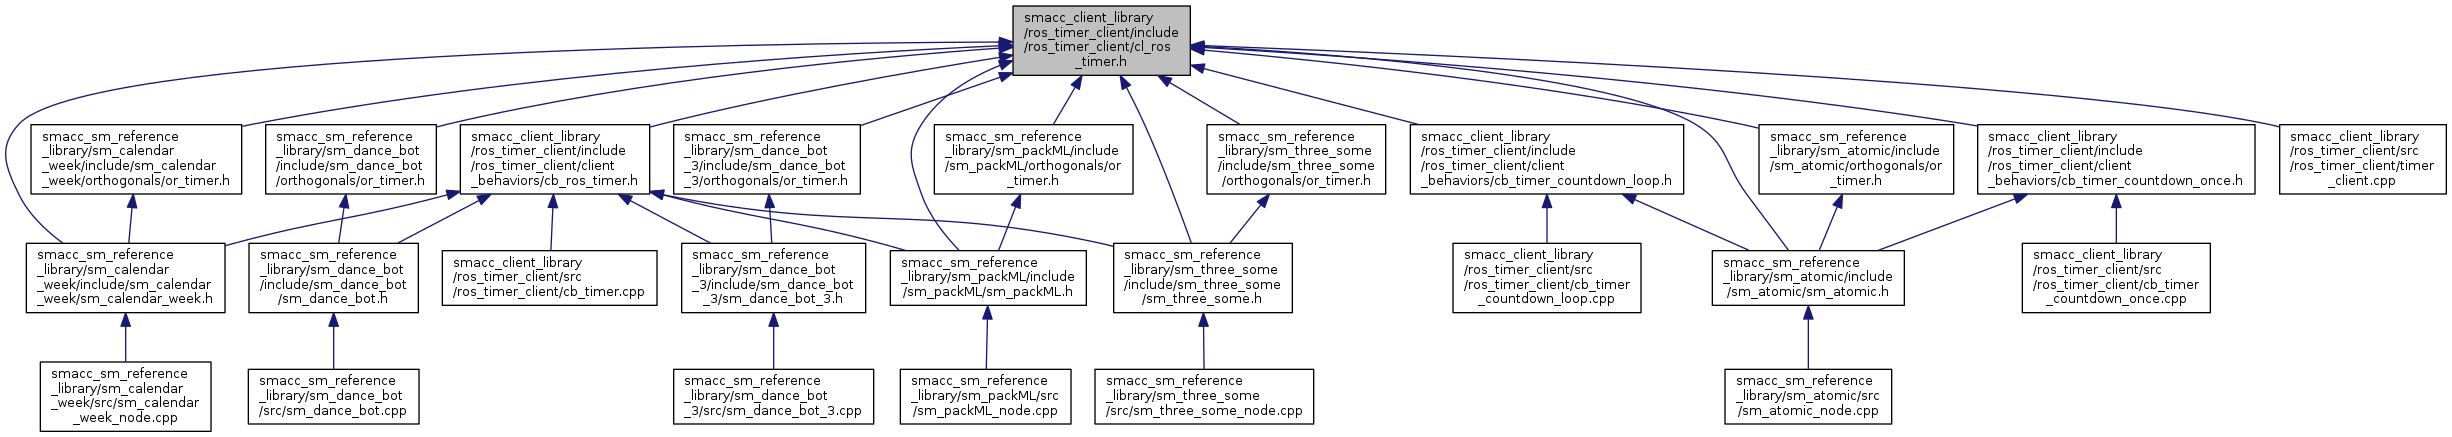 smacc_client_library
/ros_timer_client/include
/ros_timer_client/cl_ros
_timer.h
smacc_sm_reference
_library/sm_calendar
_week/include/sm_calendar
_week/orthogonals/or_timer.h
smacc_sm_reference
_library/sm_dance_bot
/include/sm_dance_bot
/orthogonals/or_timer.h
smacc_client_library
/ros_timer_client/include
/ros_timer_client/client
_behaviors/cb_ros_timer.h
smacc_sm_reference
_library/sm_dance_bot
_3/include/sm_dance_bot
_3/orthogonals/or_timer.h
smacc_sm_reference
_library/sm_packML/include
/sm_packML/orthogonals/or
_timer.h
smacc_sm_reference
_library/sm_three_some
/include/sm_three_some
/orthogonals/or_timer.h
smacc_client_library
/ros_timer_client/include
/ros_timer_client/client
_behaviors/cb_timer_countdown_loop.h
smacc_sm_reference
_library/sm_atomic/include
/sm_atomic/orthogonals/or
_timer.h
smacc_client_library
/ros_timer_client/include
/ros_timer_client/client
_behaviors/cb_timer_countdown_once.h
smacc_client_library
/ros_timer_client/src
/ros_timer_client/timer
_client.cpp
smacc_sm_reference
_library/sm_calendar
_week/include/sm_calendar
_week/sm_calendar_week.h
smacc_sm_reference
_library/sm_dance_bot
/include/sm_dance_bot
/sm_dance_bot.h
smacc_client_library
/ros_timer_client/src
/ros_timer_client/cb_timer.cpp
smacc_sm_reference
_library/sm_dance_bot
_3/include/sm_dance_bot
_3/sm_dance_bot_3.h
smacc_sm_reference
_library/sm_packML/include
/sm_packML/sm_packML.h
smacc_sm_reference
_library/sm_three_some
/include/sm_three_some
/sm_three_some.h
smacc_client_library
/ros_timer_client/src
/ros_timer_client/cb_timer
_countdown_loop.cpp
smacc_sm_reference
_library/sm_atomic/include
/sm_atomic/sm_atomic.h
smacc_client_library
/ros_timer_client/src
/ros_timer_client/cb_timer
_countdown_once.cpp
smacc_sm_reference
_library/sm_calendar
_week/src/sm_calendar
_week_node.cpp
smacc_sm_reference
_library/sm_dance_bot
/src/sm_dance_bot.cpp
smacc_sm_reference
_library/sm_dance_bot
_3/src/sm_dance_bot_3.cpp
smacc_sm_reference
_library/sm_packML/src
/sm_packML_node.cpp
smacc_sm_reference
_library/sm_three_some
/src/sm_three_some_node.cpp
smacc_sm_reference
_library/sm_atomic/src
/sm_atomic_node.cpp